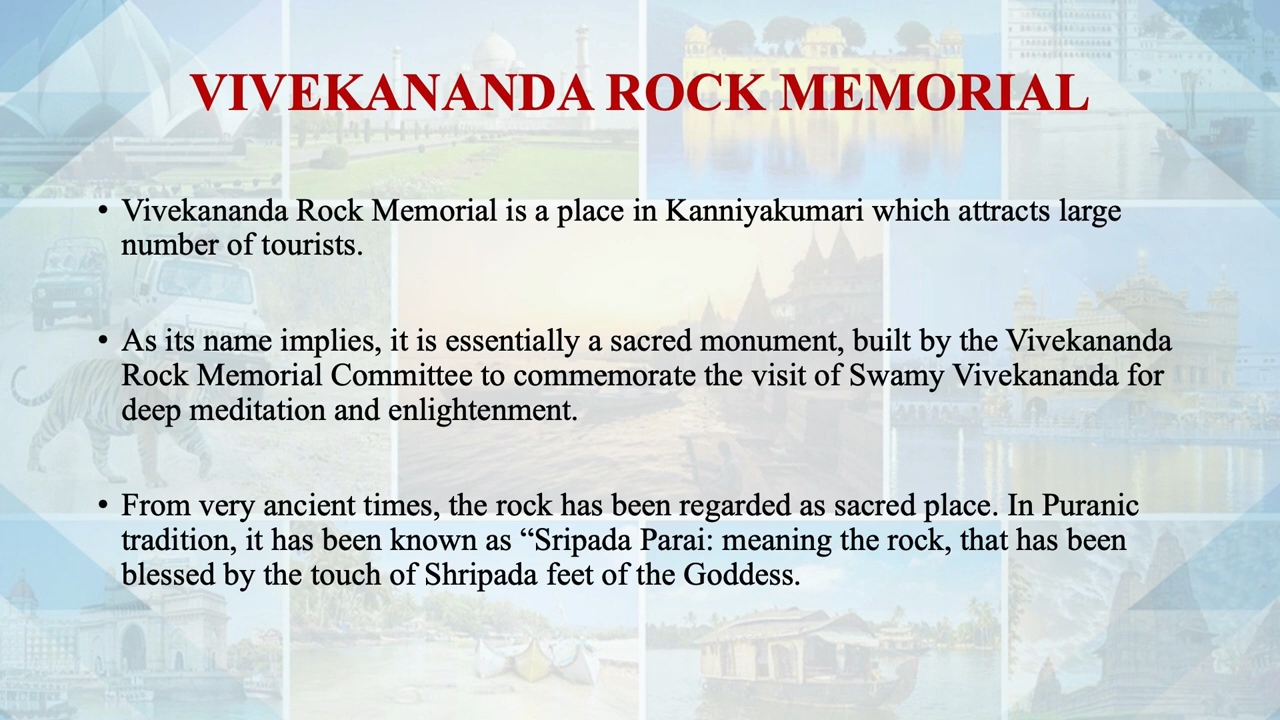 VIVEKANANDA ROCK MEMORIAL
• Vivekananda Rock Memorial is a place in Kanniyakumari which attracts large
number of tourists.
• As its name implies, it is essentially a sacred monument, built by the Vivekananda
Rock Memorial Committee to commemorate the visit of Swamy Vivekananda for
deep meditation and enlightenment.
• From very ancient times, the rock has been regarded as sacred place. In Puranic
tradition, it has been known as “Sripada Parai: meaning the rock, that has been
blessed by the touch of Shripada feet of the Goddess.